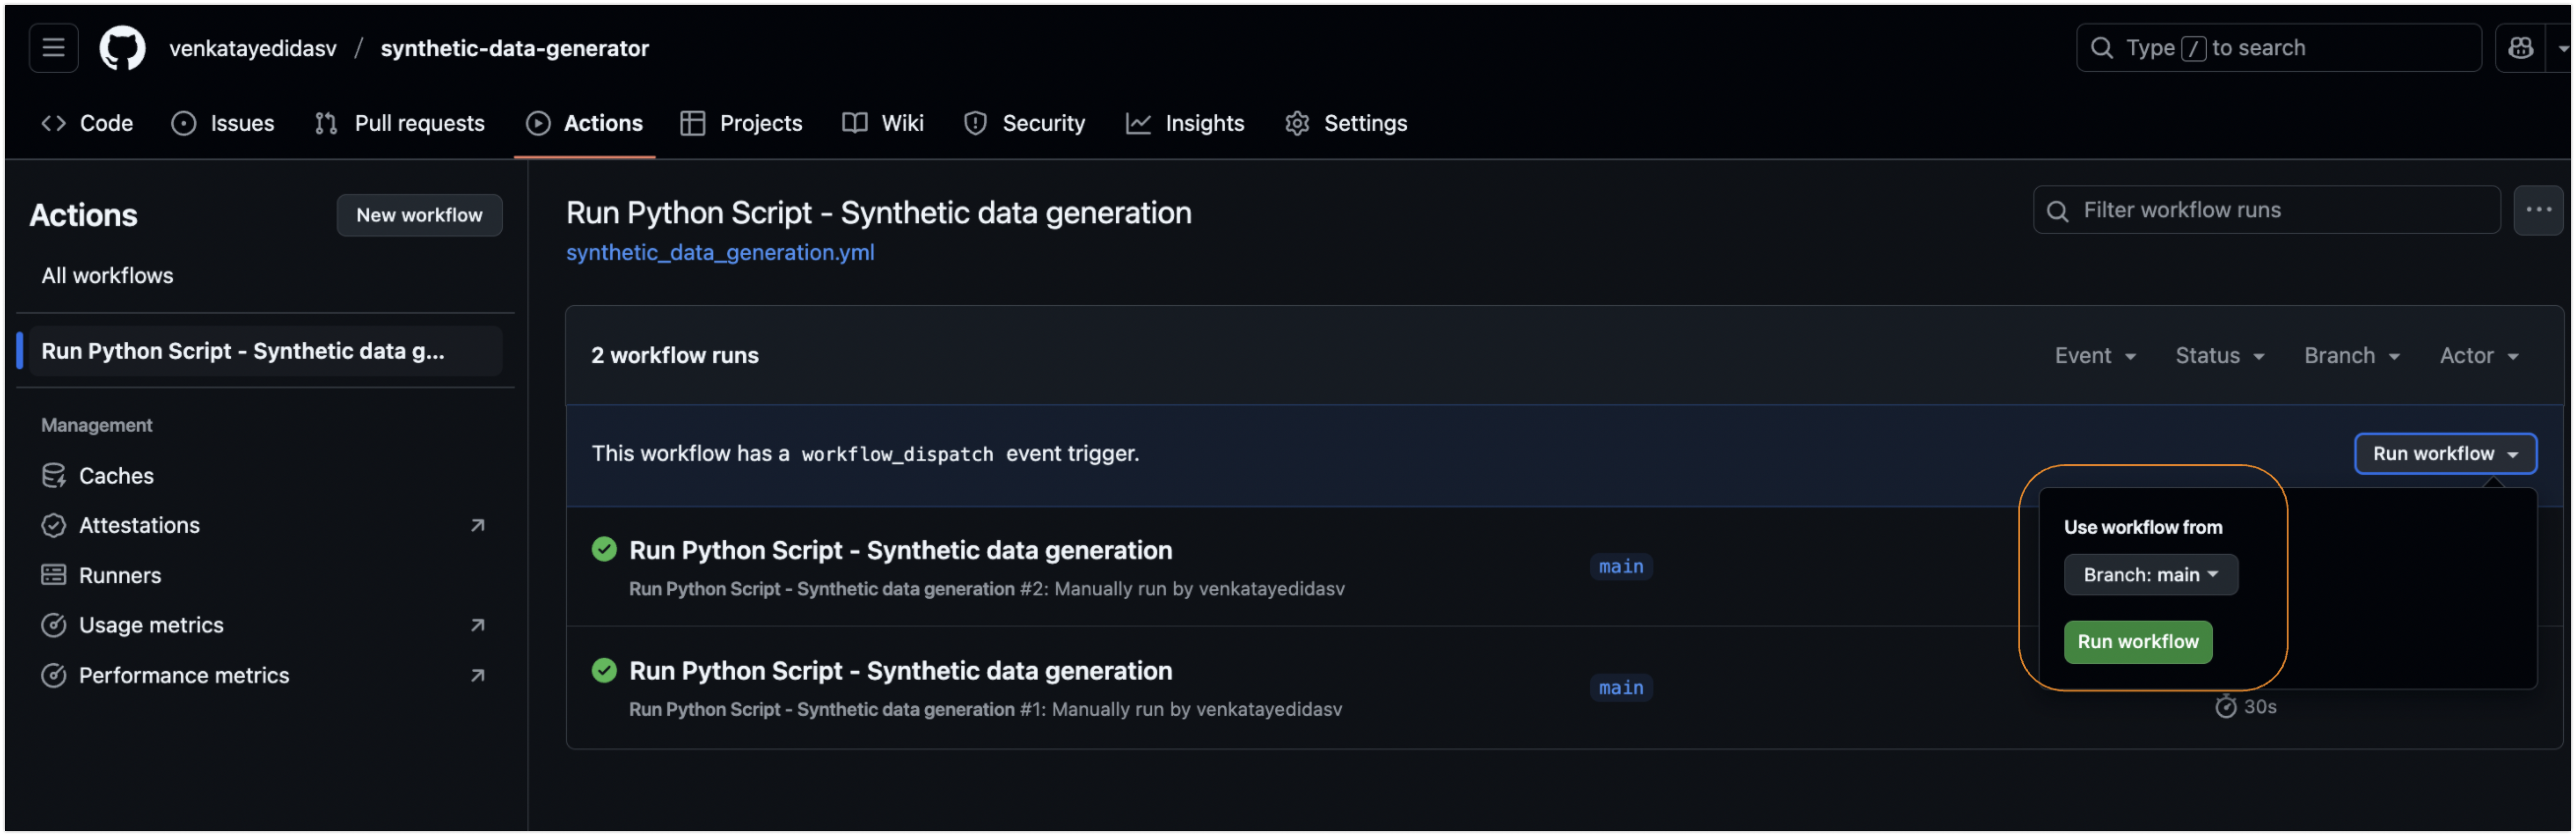 venkatayedidasv / synthetic-data-generator
Type / to search
Code Issues Pull requests Actions Projects Wiki Security Insights Settings
Actions
New workflow
All workflows
Run Python Script - Synthetic data g...
Management
Caches
Attestations
Runners
Usage metrics
Performance metrics
Run Python Script - Synthetic data generation
synthetic_data_generation.yml
Filter workflow runs
2 workflow runs
Event Status Branch Actor
This workflow has a workflow_dispatch event trigger.
Run workflow
Use workflow from
Branch: main
Run workflow
Run Python Script - Synthetic data generation
Run Python Script - Synthetic data generation #2: Manually run by venkatayedidasv
main
Run Python Script - Synthetic data generation
Run Python Script - Synthetic data generation #1: Manually run by venkatayedidasv
main
30s